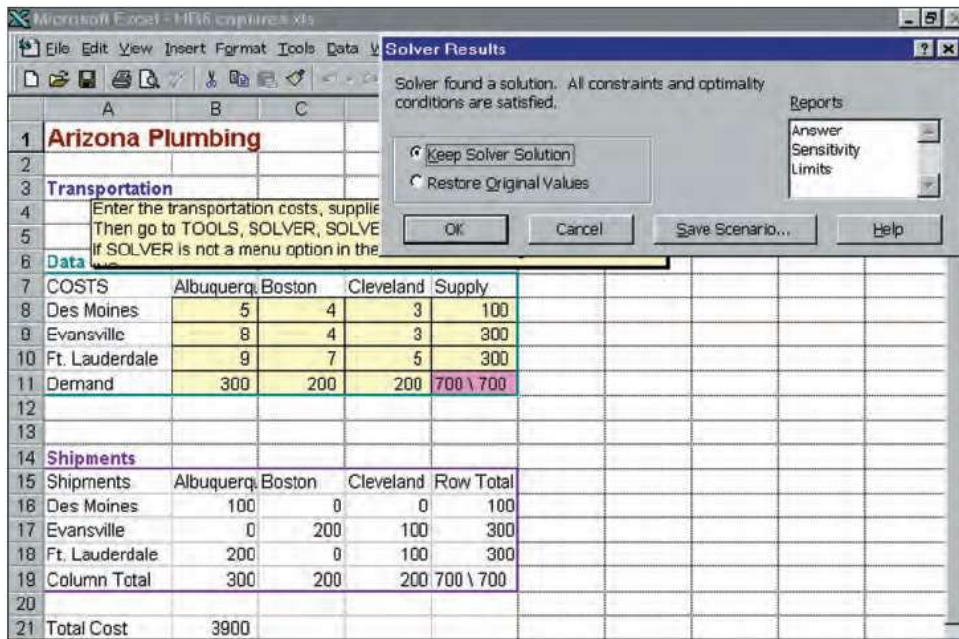 Microsoft Excel - HR6 captures.xls
File Edit View Insert Format Tools Data
Solver Results
Solver found a solution. All constraints and optimality
conditions are satisfied.
Reports
Answer
Sensitivity
Limits
Keep Solver Solution
Restore Original Values
OK Cancel Save Scenario... Help
A B C
1 Arizona Plumbing
2
3 Transportation
4 Enter the transportation costs, supplie
5 Then go to TOOLS, SOLVER, SOLVE
If SOLVER is not a menu option in the
6 Data
7 COSTS Albuquerq Boston Cleveland Supply
8 Des Moines 5 4 3 100
9 Evansville 8 4 3 300
10 Ft. Lauderdale 9 7 5 300
11 Demand 300 200 200 700 \ 700
12
13
14 Shipments
15 Shipments Albuquerq Boston Cleveland Row Total
16 Des Moines 100 0 0 100
17 Evansville 0 200 100 300
18 Ft. Lauderdale 200 0 100 300
19 Column Total 300 200 200 700 \ 700
20
21 Total Cost 3900